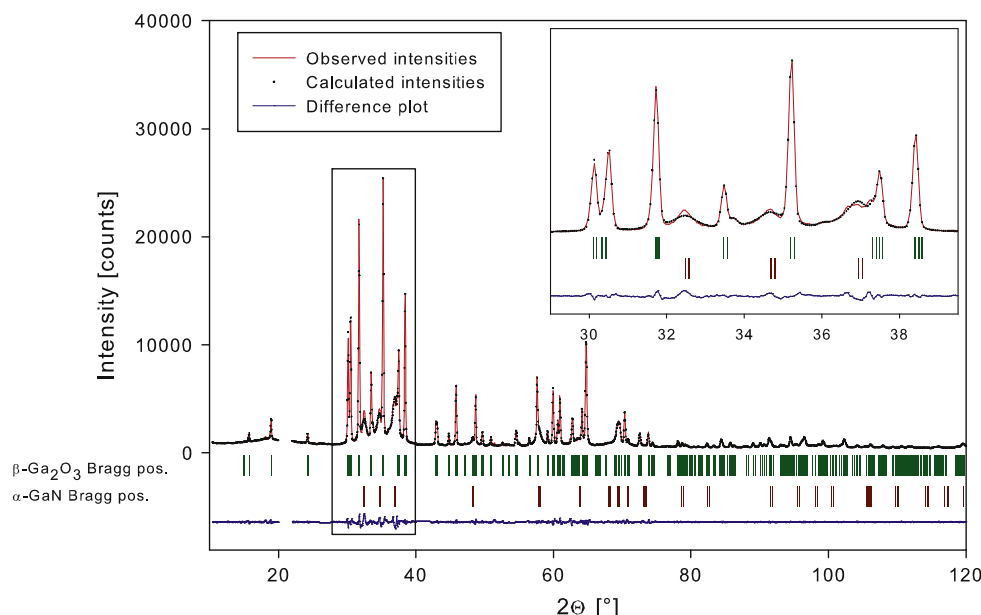 40000
30000
20000
10000
0
Intensity [counts]
Observed intensities
Calculated intensities
Difference plot
30 32 34 36 38
β-Ga₂O₃ Bragg pos.
α-GaN Bragg pos.
20 40 60 80 100 120
2Θ [°]